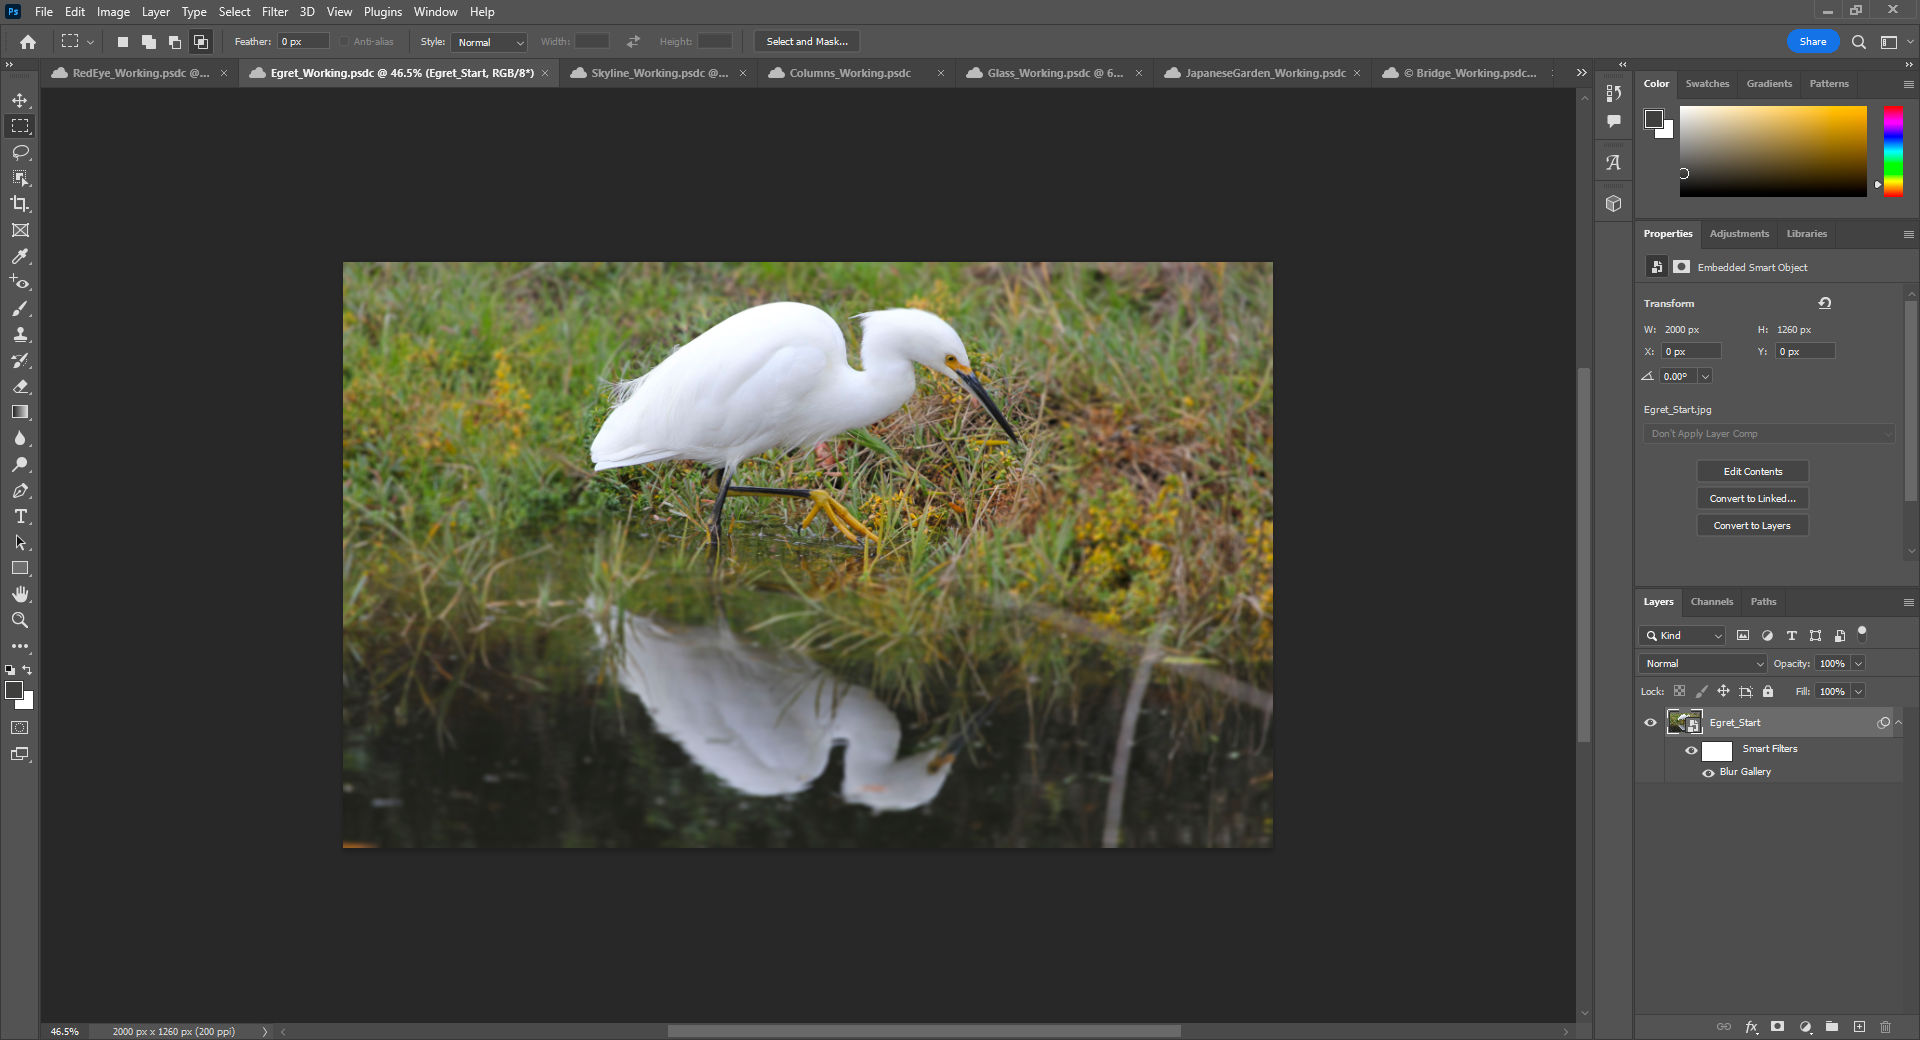 Ps File Edit Image Layer Type Select Filter 3D View Plugins Window Help
Feather: 0 px Anti-alias Style: Normal Width: Height: Select and Mask... Share
RedEye_Working.psdc @... × Egret_Working.psdc @ 46.5% (Egret_Start, RGB/8*) × Skyline_Working.psdc @... × Columns_Working.psdc × Glass_Working.psdc @ 6... × JapaneseGarden_Working.psdc × © Bridge_Working.psdc...
Color Swatches Gradients Patterns
Properties Adjustments Libraries
Embedded Smart Object
Transform
W: 2000 px H: 1260 px
X: 0 px Y: 0 px
0.00°
Egret_Start.jpg
Don't Apply Layer Comp
Edit Contents
Convert to Linked...
Convert to Layers
Layers Channels Paths
Kind
Normal Opacity: 100%
Lock: Fill: 100%
Egret_Start
Smart Filters
Blur Gallery
46.5% 2000 px x 1260 px (200 ppi)
fx